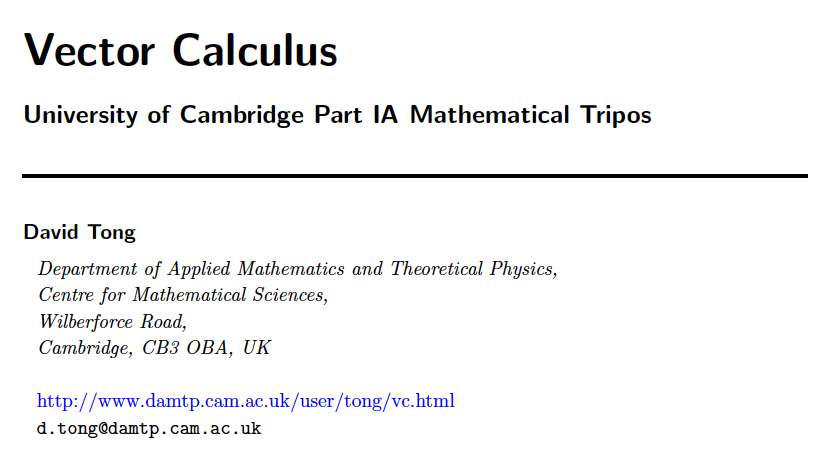 Vector Calculus
University of Cambridge Part IA Mathematical Tripos
David Tong
Department of Applied Mathematics and Theoretical Physics,
Centre for Mathematical Sciences,
Wilberforce Road,
Cambridge, CB3 OBA, UK
http://www.damtp.cam.ac.uk/user/tong/vc.html
d.tong@damtp.cam.ac.uk